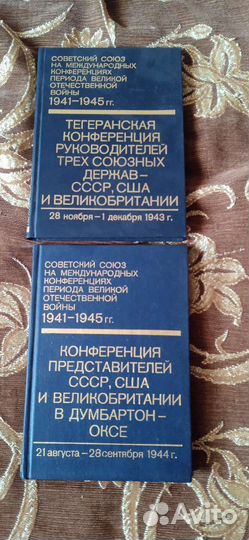 СОВЕТСКИЙ СОЮЗ
НА МЕЖДУНАРОДНЫХ
КОНФЕРЕНЦИЯХ
ПЕРИОДА ВЕЛИКОЙ
ОТЕЧЕСТВЕННОЙ
ВОЙНЫ
1941-1945 гг.
ТЕГЕРАНСКАЯ
КОНФЕРЕНЦИЯ
РУКОВОДИТЕЛЕЙ
ТРЕХ СОЮЗНЫХ
ДЕРЖАВ—
СССР, США
И ВЕЛИКОБРИТАНИИ
28 ноября—1 декабря 1943 г.
СОВЕТСКИЙ СОЮЗ
НА МЕЖДУНАРОДНЫХ
КОНФЕРЕНЦИЯХ
ПЕРИОДА ВЕЛИКОЙ
ОТЕЧЕСТВЕННОЙ
ВОЙНЫ
1941-1945 гг.
КОНФЕРЕНЦИЯ
ПРЕДСТАВИТЕЛЕЙ
СССР, США
И ВЕЛИКОБРИТАНИИ
В ДУМБАРТОН—
ОКСЕ
21 августа—28 сентября 1944 г.
Avito